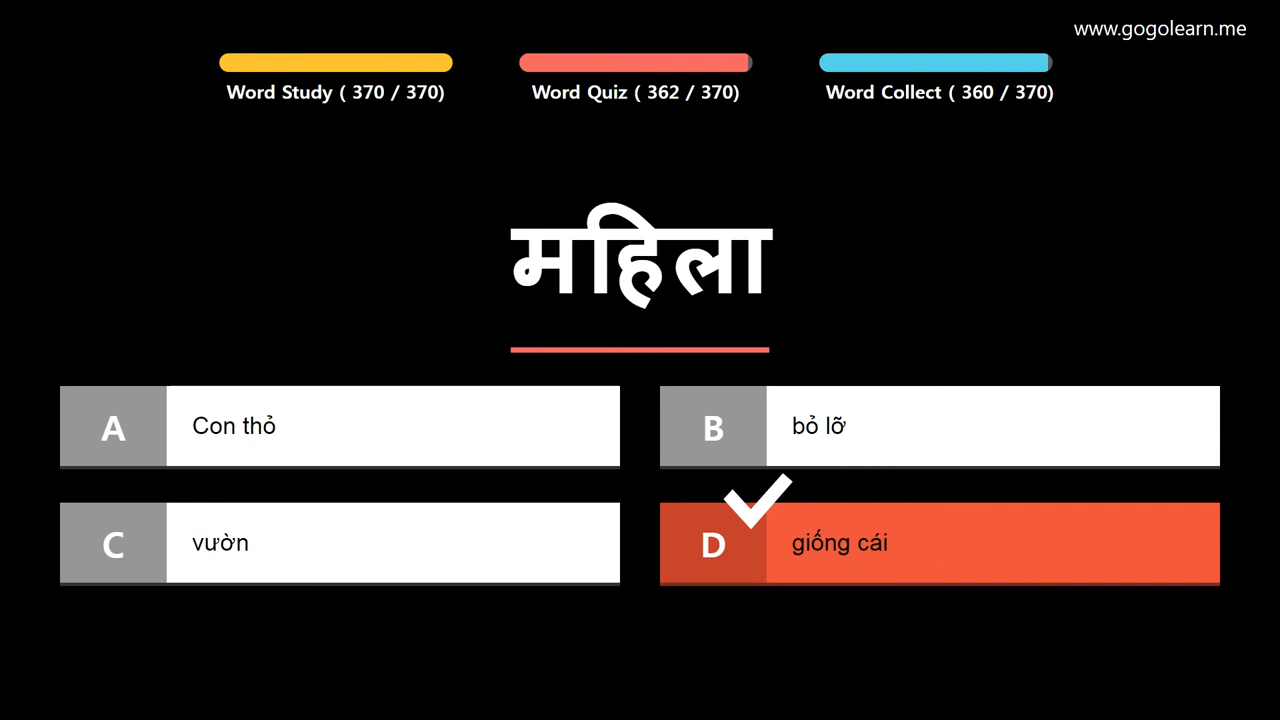 www.gogolearn.me
Word Study ( 370 / 370)
Word Quiz ( 362 / 370)
Word Collect ( 360 / 370)
महिला
A Con thỏ
B bỏ lỡ
C vườn
D giống cái